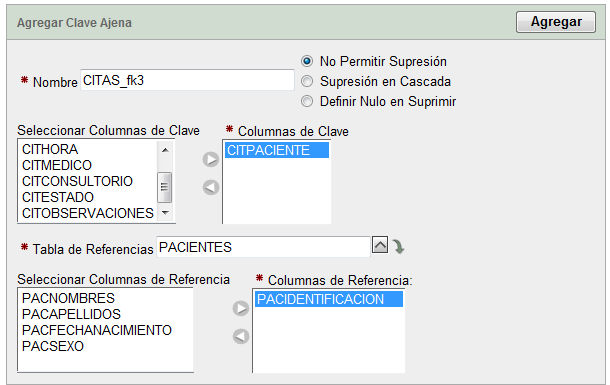 Agregar Clave Ajena
Agregar
* Nombre CITAS_fk3
No Permitir Supresión
Supresión en Cascada
Definir Nulo en Suprimir
Seleccionar Columnas de Clave
* Columnas de Clave
CITHORA
CITMEDICO
CITCONSULTORIO
CITESTADO
CITOBSERVACIONES
CITPACIENTE
* Tabla de Referencias PACIENTES
Seleccionar Columnas de Referencia
* Columnas de Referencia:
PACNOMBRES
PACAPELLIDOS
PACFECHANACIMIENTO
PACSEXO
PACIDENTIFICACION